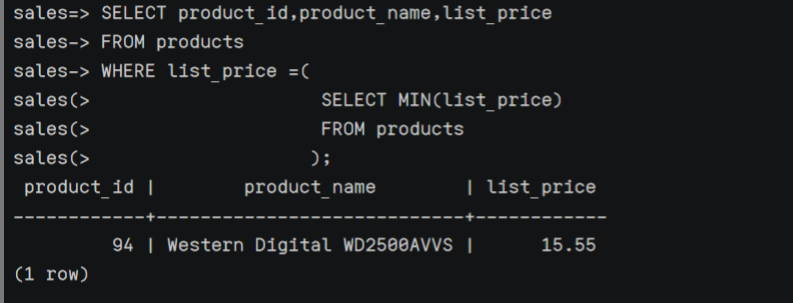 sales=> SELECT product_id,product_name,list_price
sales-> FROM products
sales-> WHERE list_price =(
sales(>                     SELECT MIN(list_price)
sales(>                     FROM products
sales(>                    );
 product_id |        product_name        | list_price
------------+----------------------------+------------
         94 | Western Digital WD2500AVVS |      15.55
(1 row)